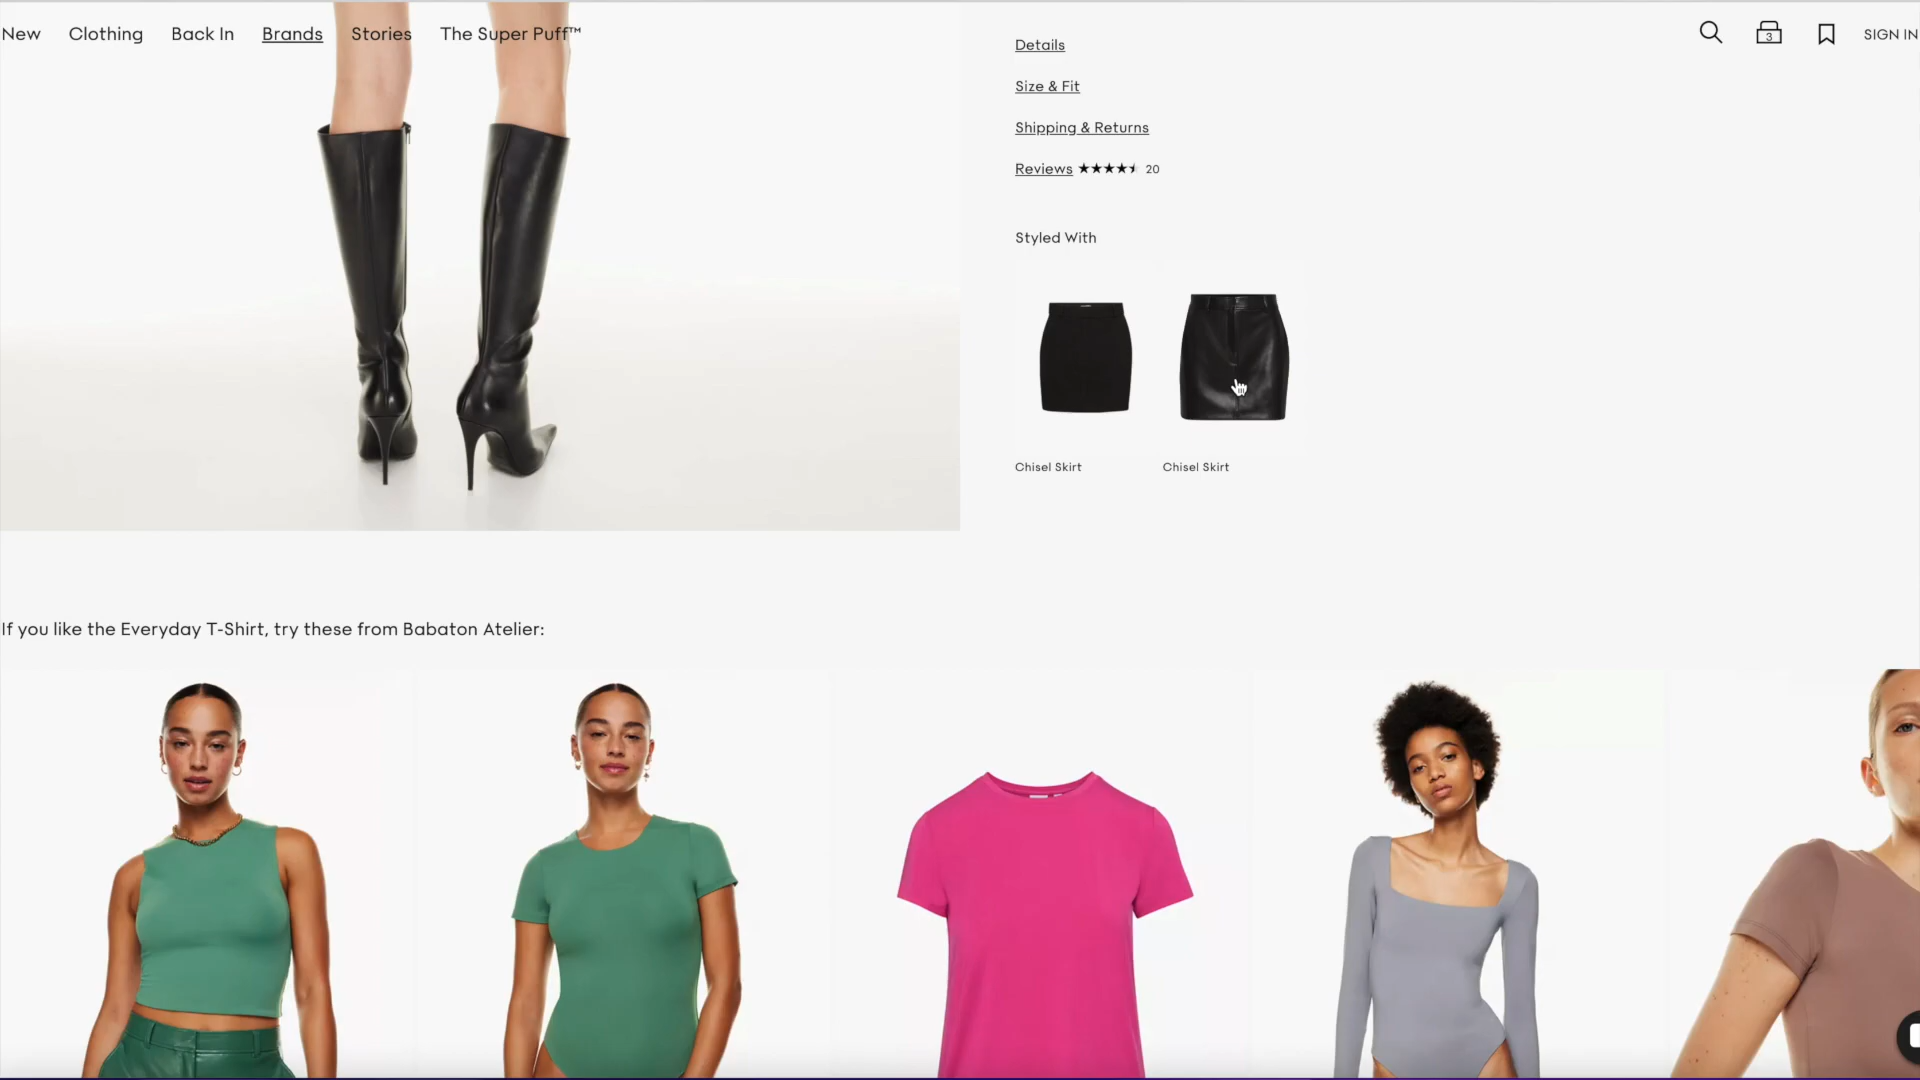 New Clothing Back In Brands Stories The Super Puff™ 3 SIGN IN
Details
Size & Fit
Shipping & Returns
Reviews ★★★★⯨ 20
Styled With
Chisel Skirt Chisel Skirt
If you like the Everyday T-Shirt, try these from Babaton Atelier: